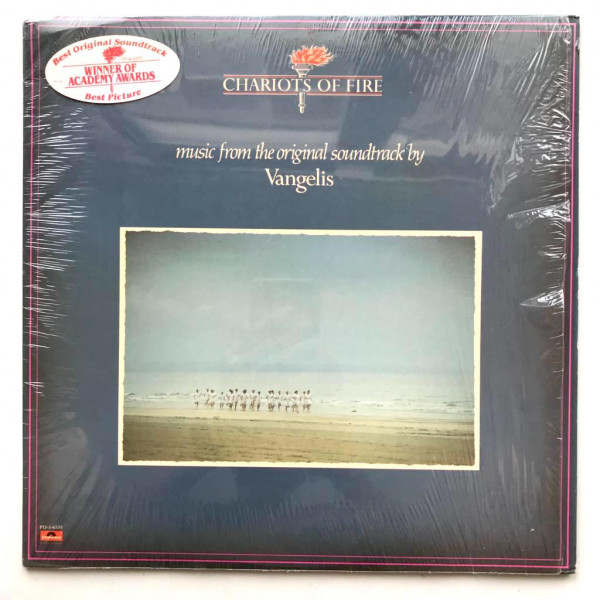 Best Original Soundtrack
WINNER OF
ACADEMY AWARDS
Best Picture
CHARIOTS OF FIRE
music from the original soundtrack by
Vangelis